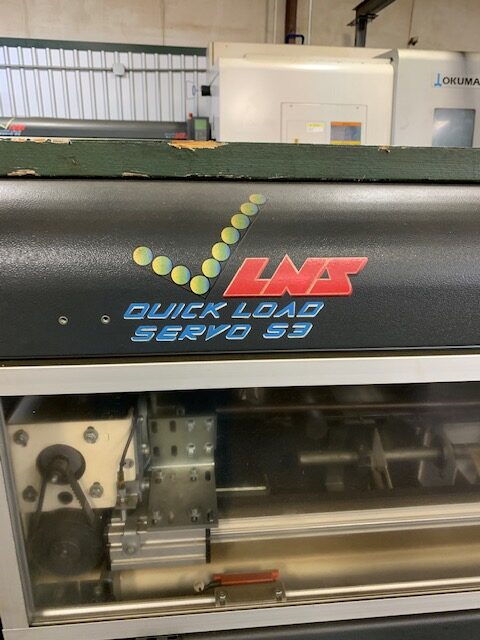 OKUMA
LNS
QUICK LOAD
SERVO S3